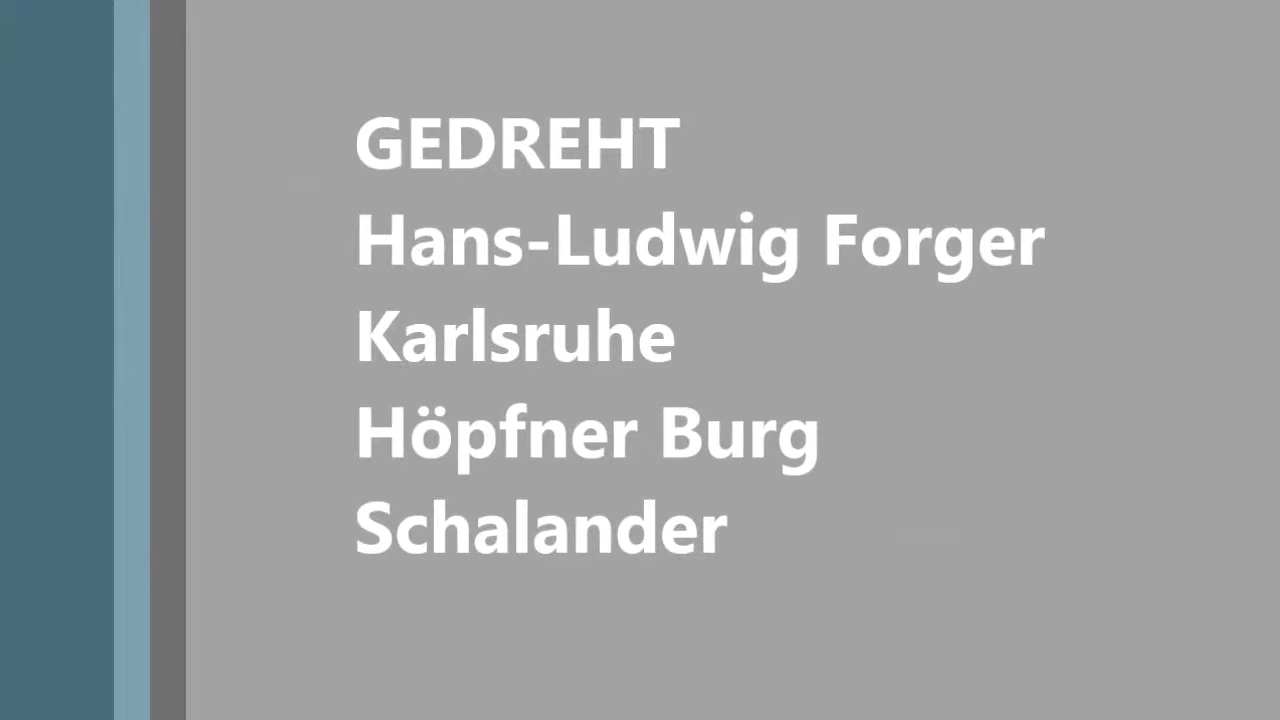 GEDREHT
Hans-Ludwig Forger
Karlsruhe
Höpfner Burg
Schalander